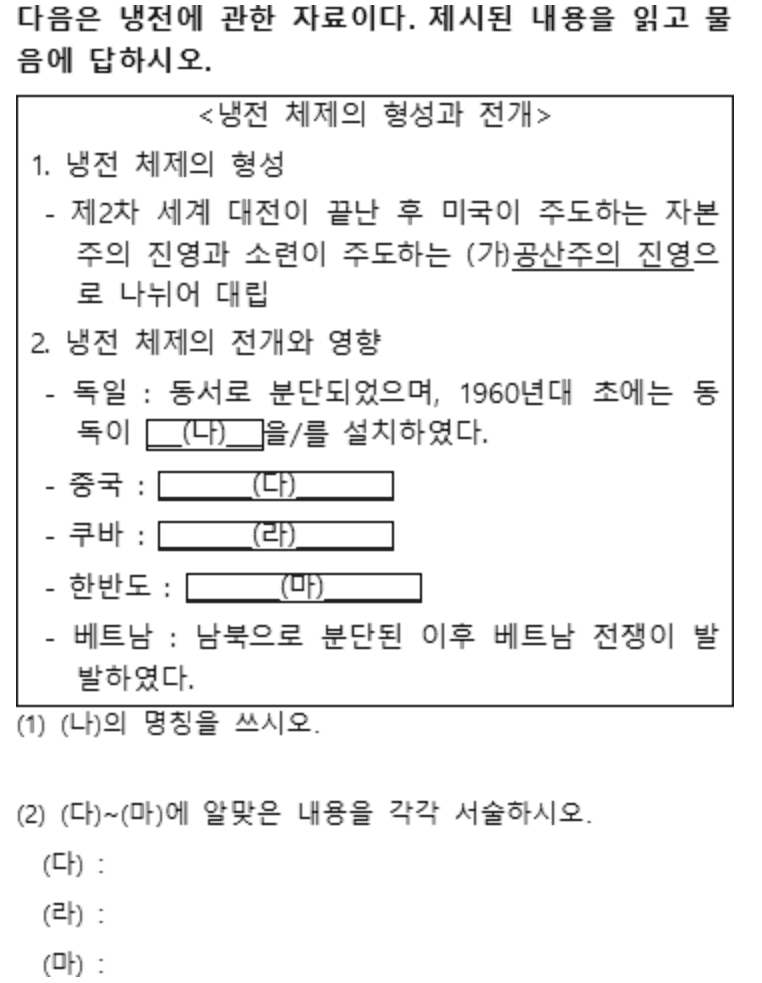 다음은 냉전에 관한 자료이다. 제시된 내용을 읽고 물
음에 답하시오.
<냉전 체제의 형성과 전개>
1. 냉전 체제의 형성
- 제2차 세계 대전이 끝난 후 미국이 주도하는 자본
주의 진영과 소련이 주도하는 (가)공산주의 진영으
로 나뉘어 대립
2. 냉전 체제의 전개와 영향
- 독일 : 동서로 분단되었으며, 1960년대 초에는 동
독이 (나) 을/를 설치하였다.
- 중국 : (다)
- 쿠바 : (라)
- 한반도 : (마)
- 베트남 : 남북으로 분단된 이후 베트남 전쟁이 발
발하였다.
(1) (나)의 명칭을 쓰시오.
(2) (다)~(마)에 알맞은 내용을 각각 서술하시오.
(다) :
(라) :
(마) :